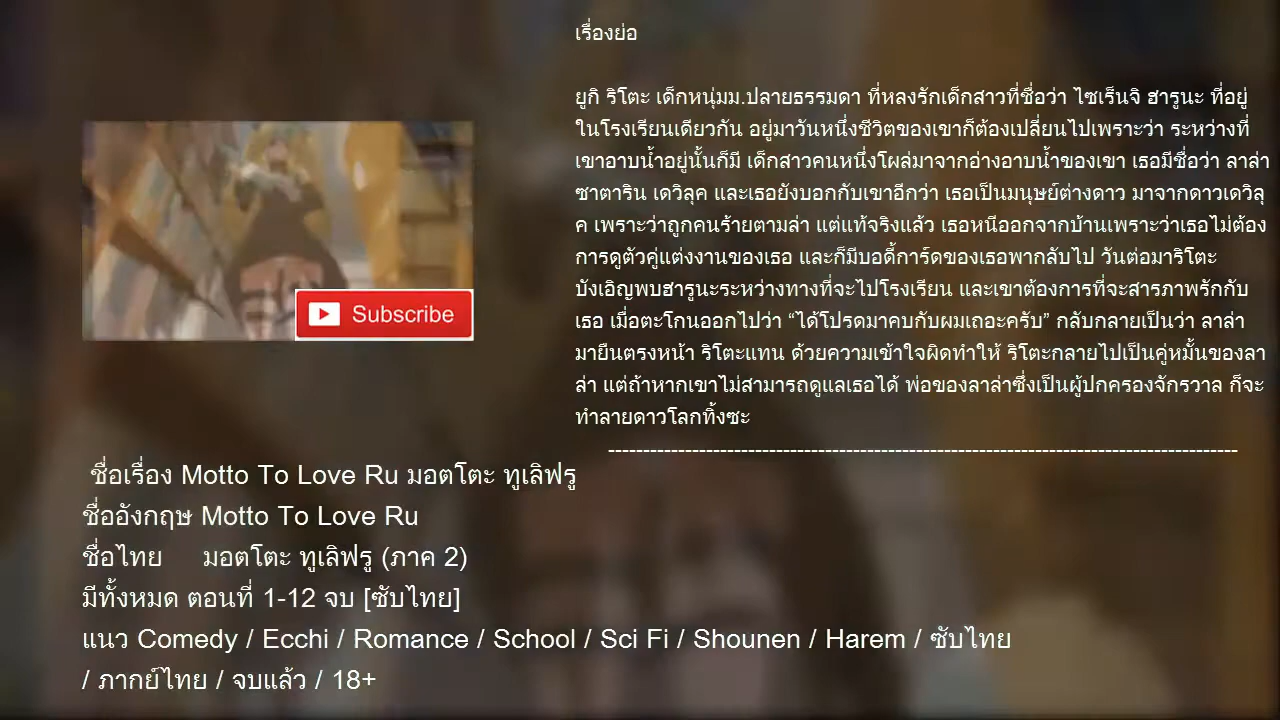 เรื่องย่อ
ยูกิ ริโตะ เด็กหนุ่มม.ปลายธรรมดา ที่หลงรักเด็กสาวที่ชื่อว่า ไซเร็นจิ ฮารูนะ ที่อยู่
ในโรงเรียนเดียวกัน อยู่มาวันหนึ่งชีวิตของเขาก็ต้องเปลี่ยนไปเพราะว่า ระหว่างที่
เขาอาบน้ำอยู่นั้นก็มี เด็กสาวคนหนึ่งโผล่มาจากอ่างอาบน้ำของเขา เธอมีชื่อว่า ลาล่า
ซาตาริน เดวิลุค และเธอยังบอกกับเขาอีกว่า เธอเป็นมนุษย์ต่างดาว มาจากดาวเดวิลุ
ค เพราะว่าถูกคนร้ายตามล่า แต่แท้จริงแล้ว เธอหนีออกจากบ้านเพราะว่าเธอไม่ต้อง
การดูตัวคู่แต่งงานของเธอ และก็มีบอดี้การ์ดของเธอพากลับไป วันต่อมาริโตะ
บังเอิญพบฮารูนะระหว่างทางที่จะไปโรงเรียน และเขาต้องการที่จะสารภาพรักกับ
เธอ เมื่อตะโกนออกไปว่า “ได้โปรดมาคบกับผมเถอะครับ” กลับกลายเป็นว่า ลาล่า
มายืนตรงหน้า ริโตะแทน ด้วยความเข้าใจผิดทำให้ ริโตะกลายไปเป็นคู่หมั้นของลา
ล่า แต่ถ้าหากเขาไม่สามารถดูแลเธอได้ พ่อของลาล่าซึ่งเป็นผู้ปกครองจักรวาล ก็จะ
ทำลายดาวโลกทิ้งซะ
------------------------------------------------------------------------------------------
Subscribe
ชื่อเรื่อง Motto To Love Ru มอตโตะ ทูเลิฟรู
ชื่ออังกฤษ Motto To Love Ru
ชื่อไทย มอตโตะ ทูเลิฟรู (ภาค 2)
มีทั้งหมด ตอนที่ 1-12 จบ [ซับไทย]
แนว Comedy / Ecchi / Romance / School / Sci Fi / Shounen / Harem / ซับไทย
/ ภากย์ไทย / จบแล้ว / 18+